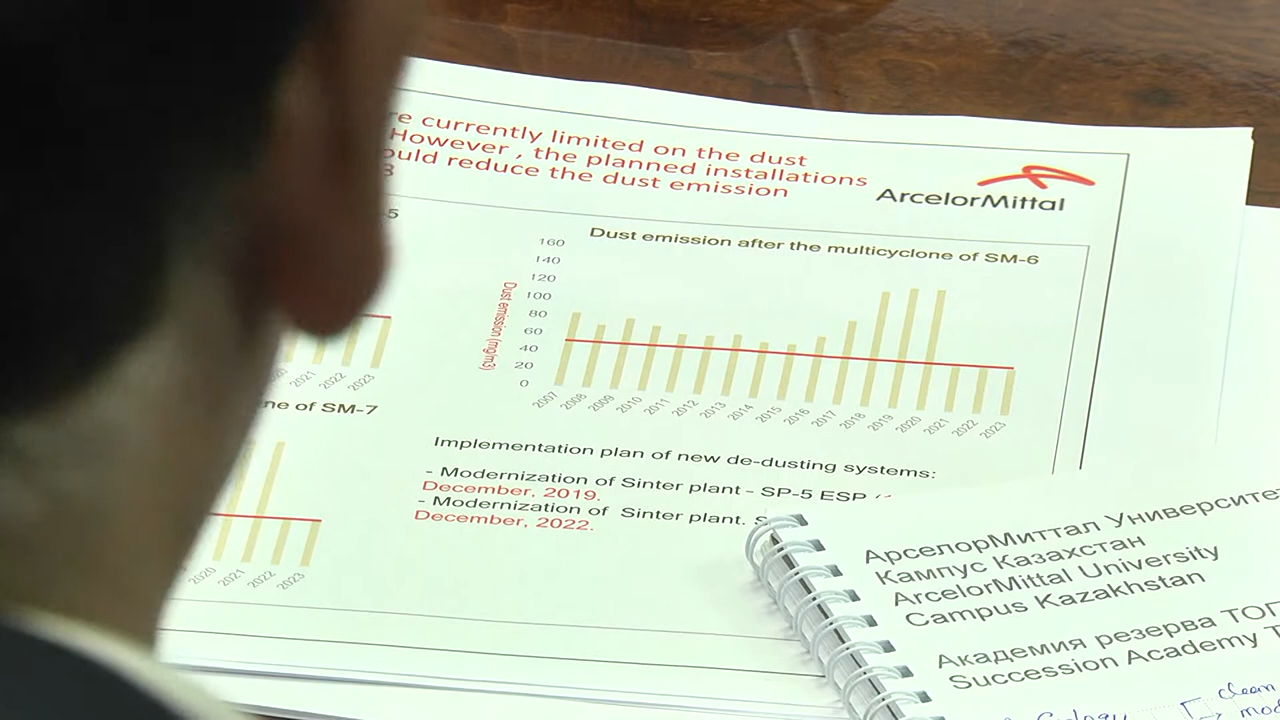 re currently limited on the dust
However , the planned installations
ould reduce the dust emission
ArcelorMittal
Dust emission after the multicyclone of SM-6
160
140
120
100
80
60
40
20
0
Dust emission (mg/m3)
2007
2008
2009
2010
2011
2012
2013
2014
2015
2016
2017
2018
2019
2020
2021
2022
2023
2021
2022
2023
ne of SM-7
2020
2021
2022
2023
Implementation plan of new de-dusting systems:
- Modernization of Sinter plant - SP-5 ESP
December, 2019.
- Modernization of Sinter plant. S
December, 2022.
АрселорМиттал Университе
Кампус Казахстан
ArcelorMittal University
Campus Kazakhstan
Академия резерва ТОП
Succession Academy T
clean